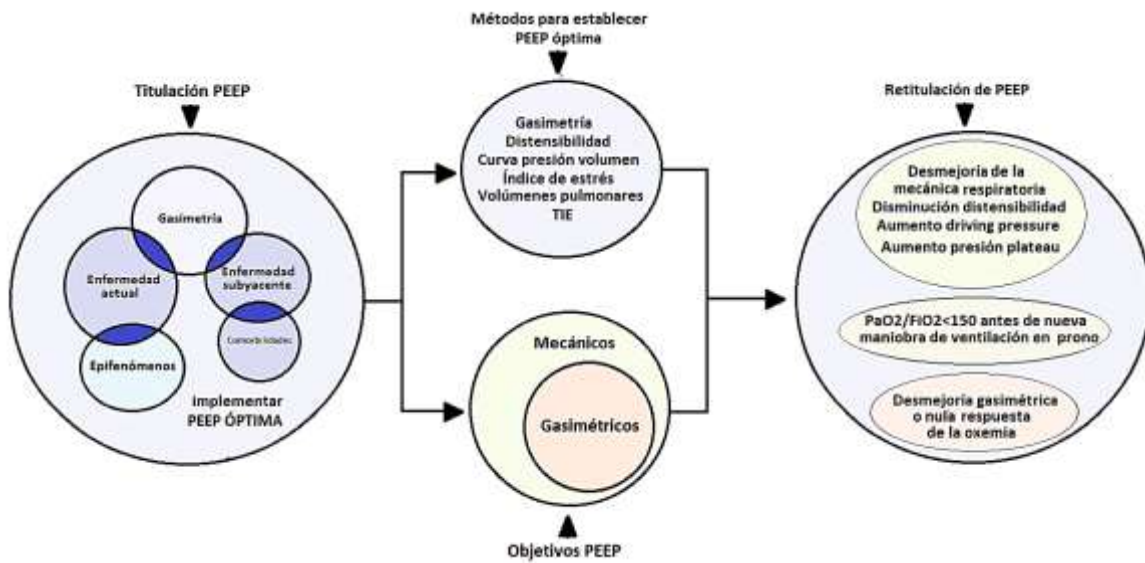 Titulación PEEP
Gasimetría
Enfermedad
actual
Enfermedad
subyacente
Epifenómenos
implementar
PEEP ÓPTIMA
Métodos para establecer
PEEP óptima
Gasimetría
Distensibilidad
Curva presión volumen
Índice de estrés
Volúmenes pulmonares
TIE
Mecánicos
Gasimétricos
Objetivos PEEP
Retitulación de PEEP
Desmejoría de la
mecánica respiratoria
Disminución distensibilidad
Aumento driving pressure
Aumento presión plateau
PaO2/FiO2<150 antes de nueva
maniobra de ventilación en prono
Desmejoría gasimétrica
o nula respuesta
de la oxemia